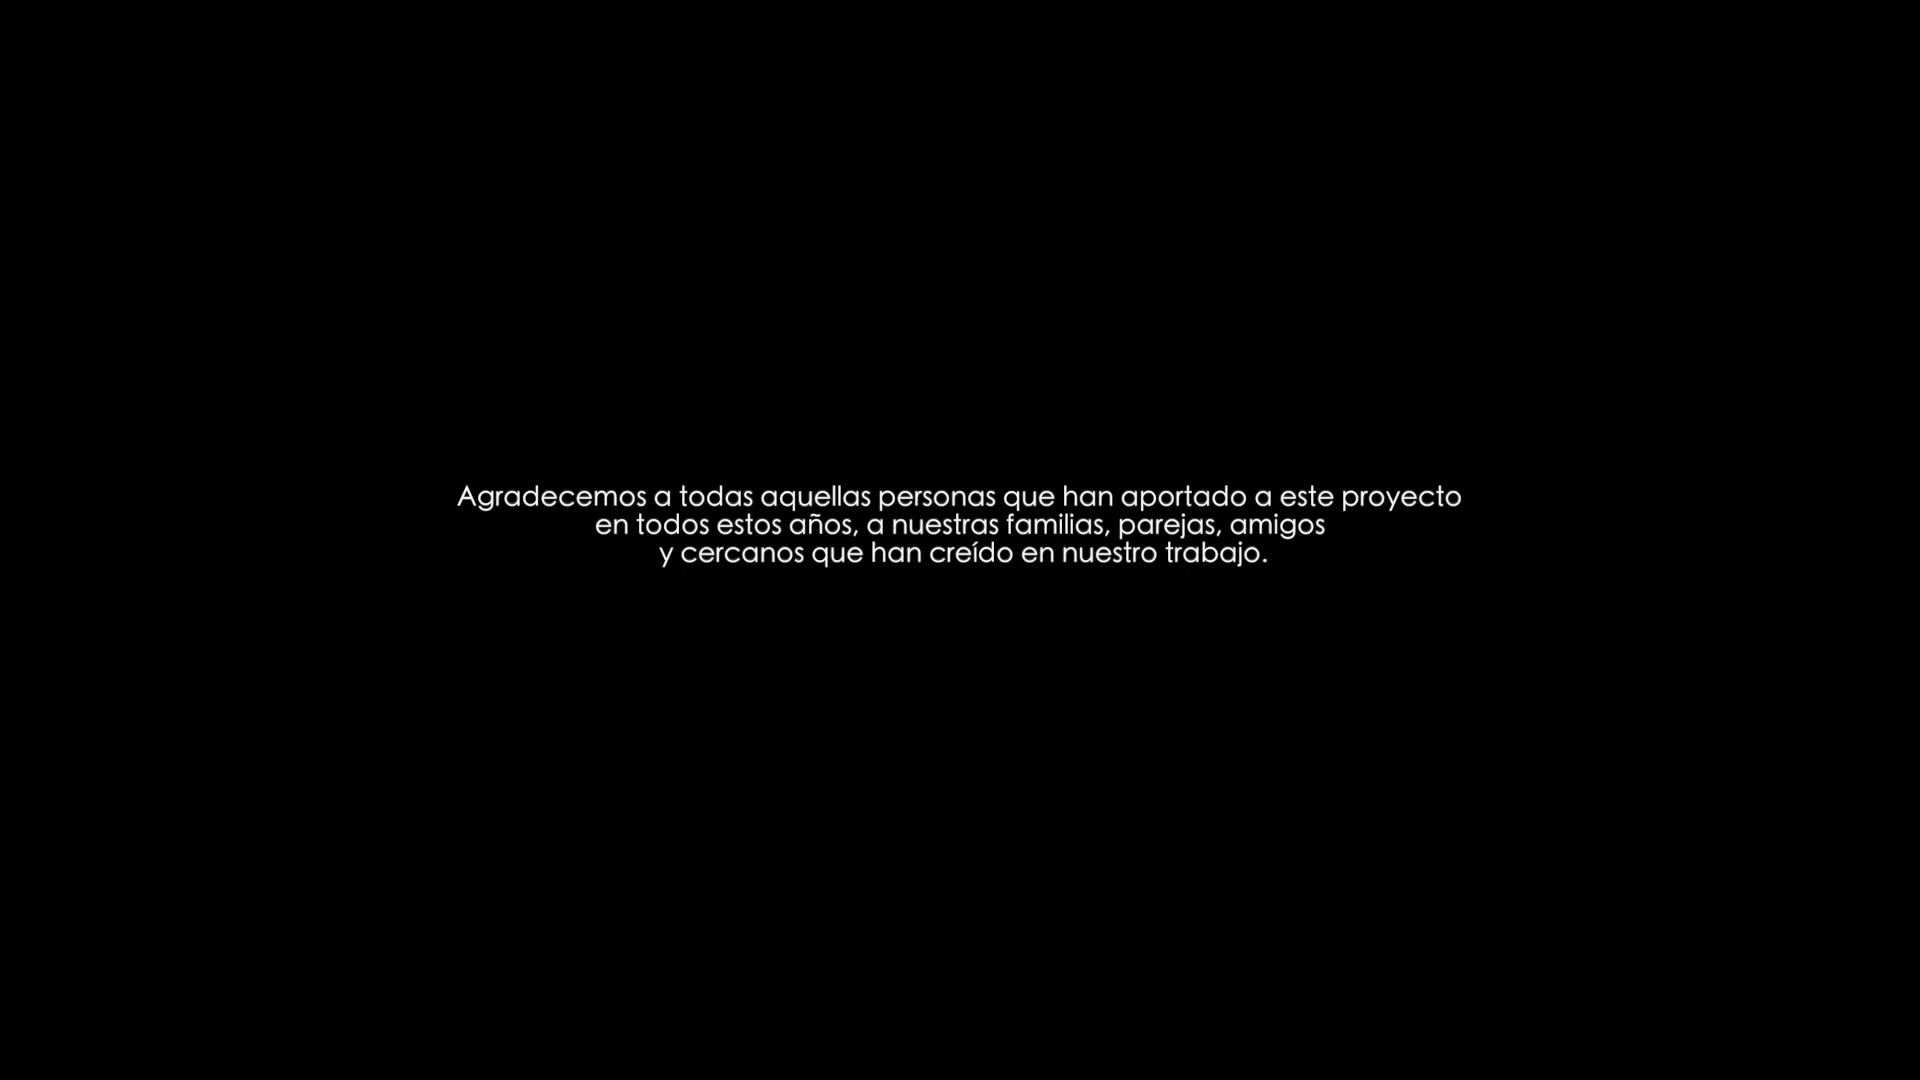 Agradecemos a todas aquellas personas que han aportado a este proyecto
en todos estos años, a nuestras familias, parejas, amigos
y cercanos que han creído en nuestro trabajo.